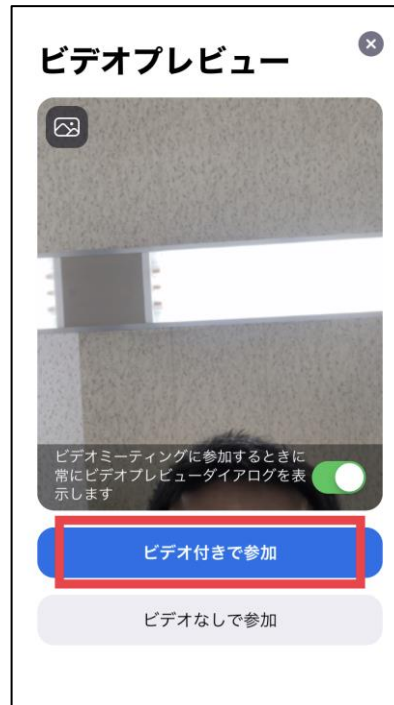 ビデオプレビュー
ビデオミーティングに参加するときに
常にビデオプレビューダイアログを表
示します
ビデオ付きで参加
ビデオなしで参加